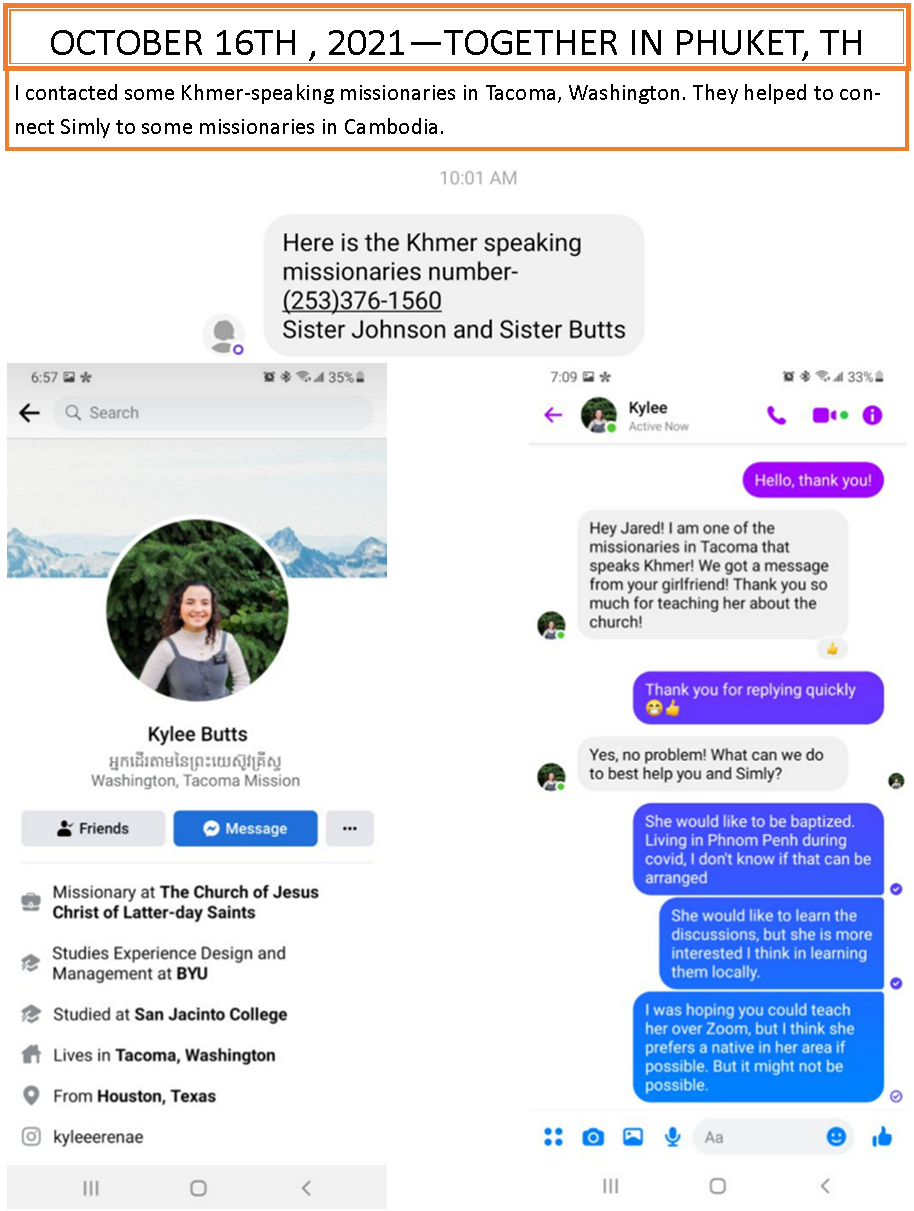 OCTOBER 16TH , 2021—TOGETHER IN PHUKET, TH
I contacted some Khmer-speaking missionaries in Tacoma, Washington. They helped to con-
nect Simly to some missionaries in Cambodia.
10:01 AM
Here is the Khmer speaking
missionaries number-
(253)376-1560
Sister Johnson and Sister Butts
6:57
35%
Search
Kylee Butts
អ្នកដើរតាមនៃព្រះយេស៊ូវគ្រីស្ទ
Washington, Tacoma Mission
Friends
Message
Missionary at The Church of Jesus
Christ of Latter-day Saints
Studies Experience Design and
Management at BYU
Studied at San Jacinto College
Lives in Tacoma, Washington
From Houston, Texas
kyleeerenae
7:09
33%
Kylee
Active Now
Hello, thank you!
Hey Jared! I am one of the
missionaries in Tacoma that
speaks Khmer! We got a message
from your girlfriend! Thank you so
much for teaching her about the
church!
Thank you for replying quickly
😁👍
Yes, no problem! What can we do
to best help you and Simly?
She would like to be baptized.
Living in Phnom Penh during
covid, I don't know if that can be
arranged
She would like to learn the
discussions, but she is more
interested I think in learning
them locally.
I was hoping you could teach
her over Zoom, but I think she
prefers a native in her area if
possible. But it might not be
possible.
Aa